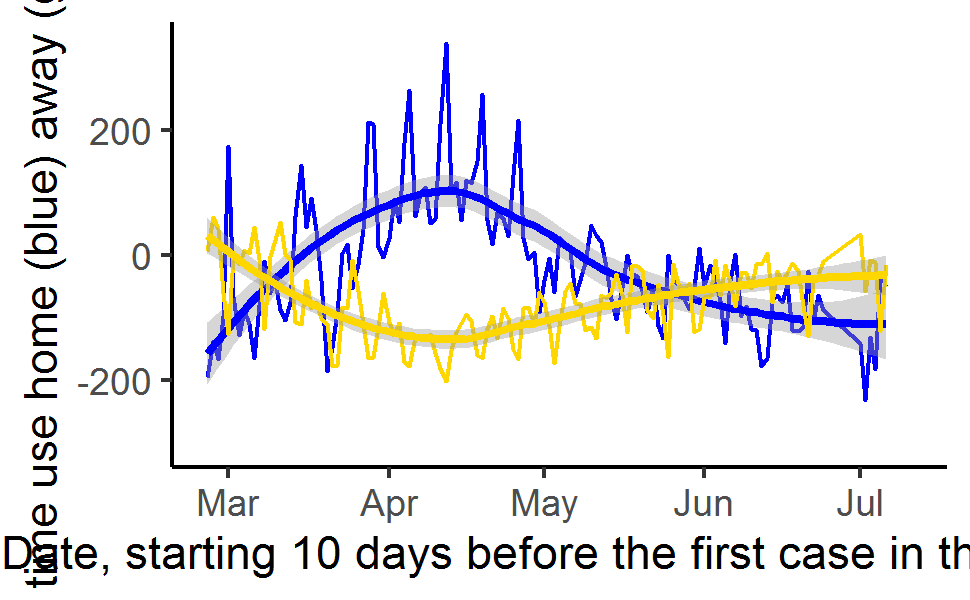 time use home (blue) away (
200
0
-200
Mar Apr May Jun Jul
Date, starting 10 days before the first case in th